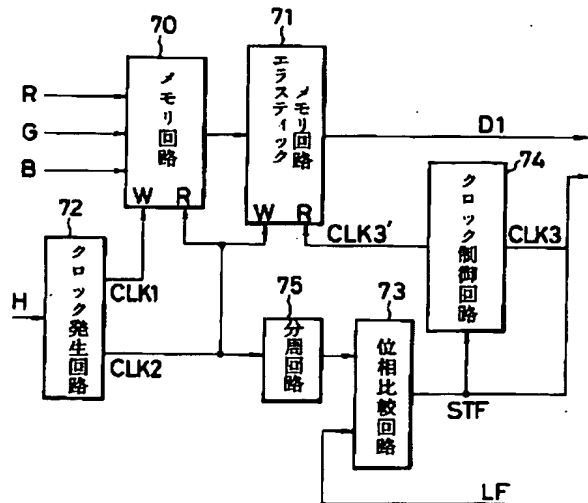 70
メモリ回路
71
エラスティック
メモリ回路
R
G
B
W
R
W
R
D1
74
クロック制御回路
CLK3'
CLK3
72
クロック発生回路
H
CLK1
CLK2
75
分周回路
73
位相比較回路
STF
LF